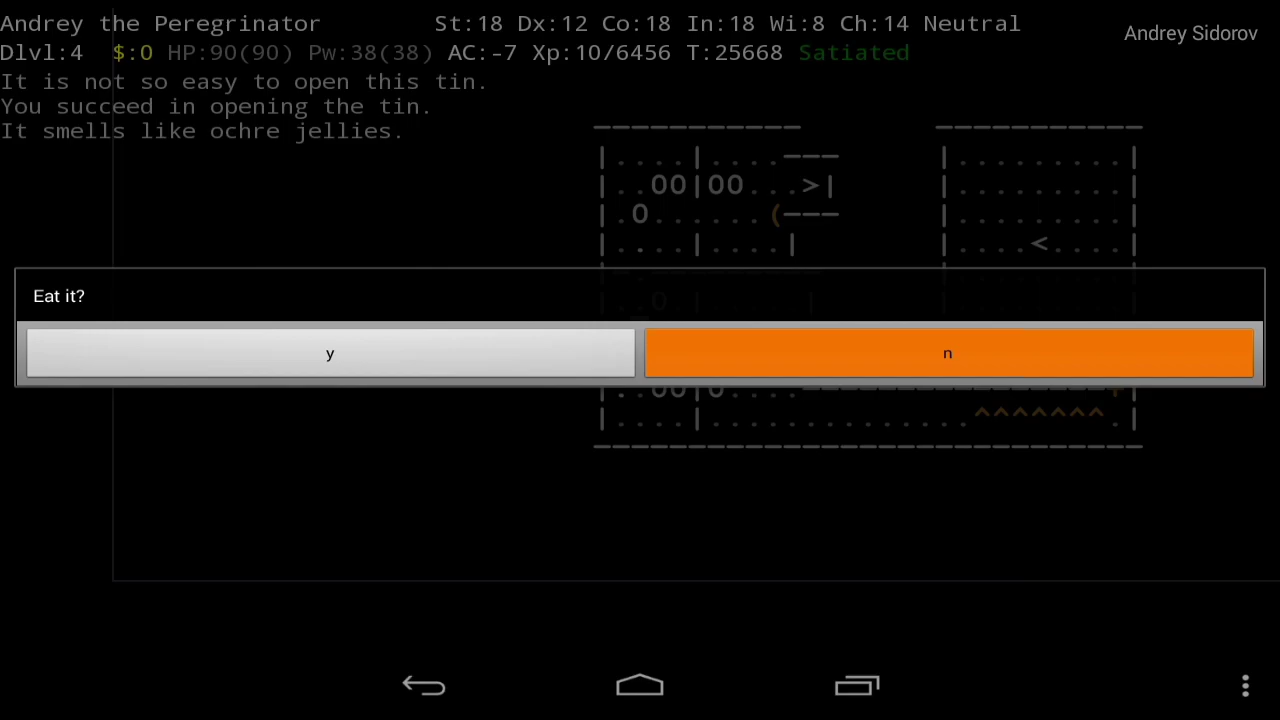 Andrey the Peregrinator St:18 Dx:12 Co:18 In:18 Wi:8 Ch:14 Neutral
Andrey Sidorov
Dlvl:4 $:0 HP:90(90) Pw:38(38) AC:-7 Xp:10/6456 T:25668 Satiated
It is not so easy to open this tin.
You succeed in opening the tin.
It smells like ochre jellies.
Eat it?
y n